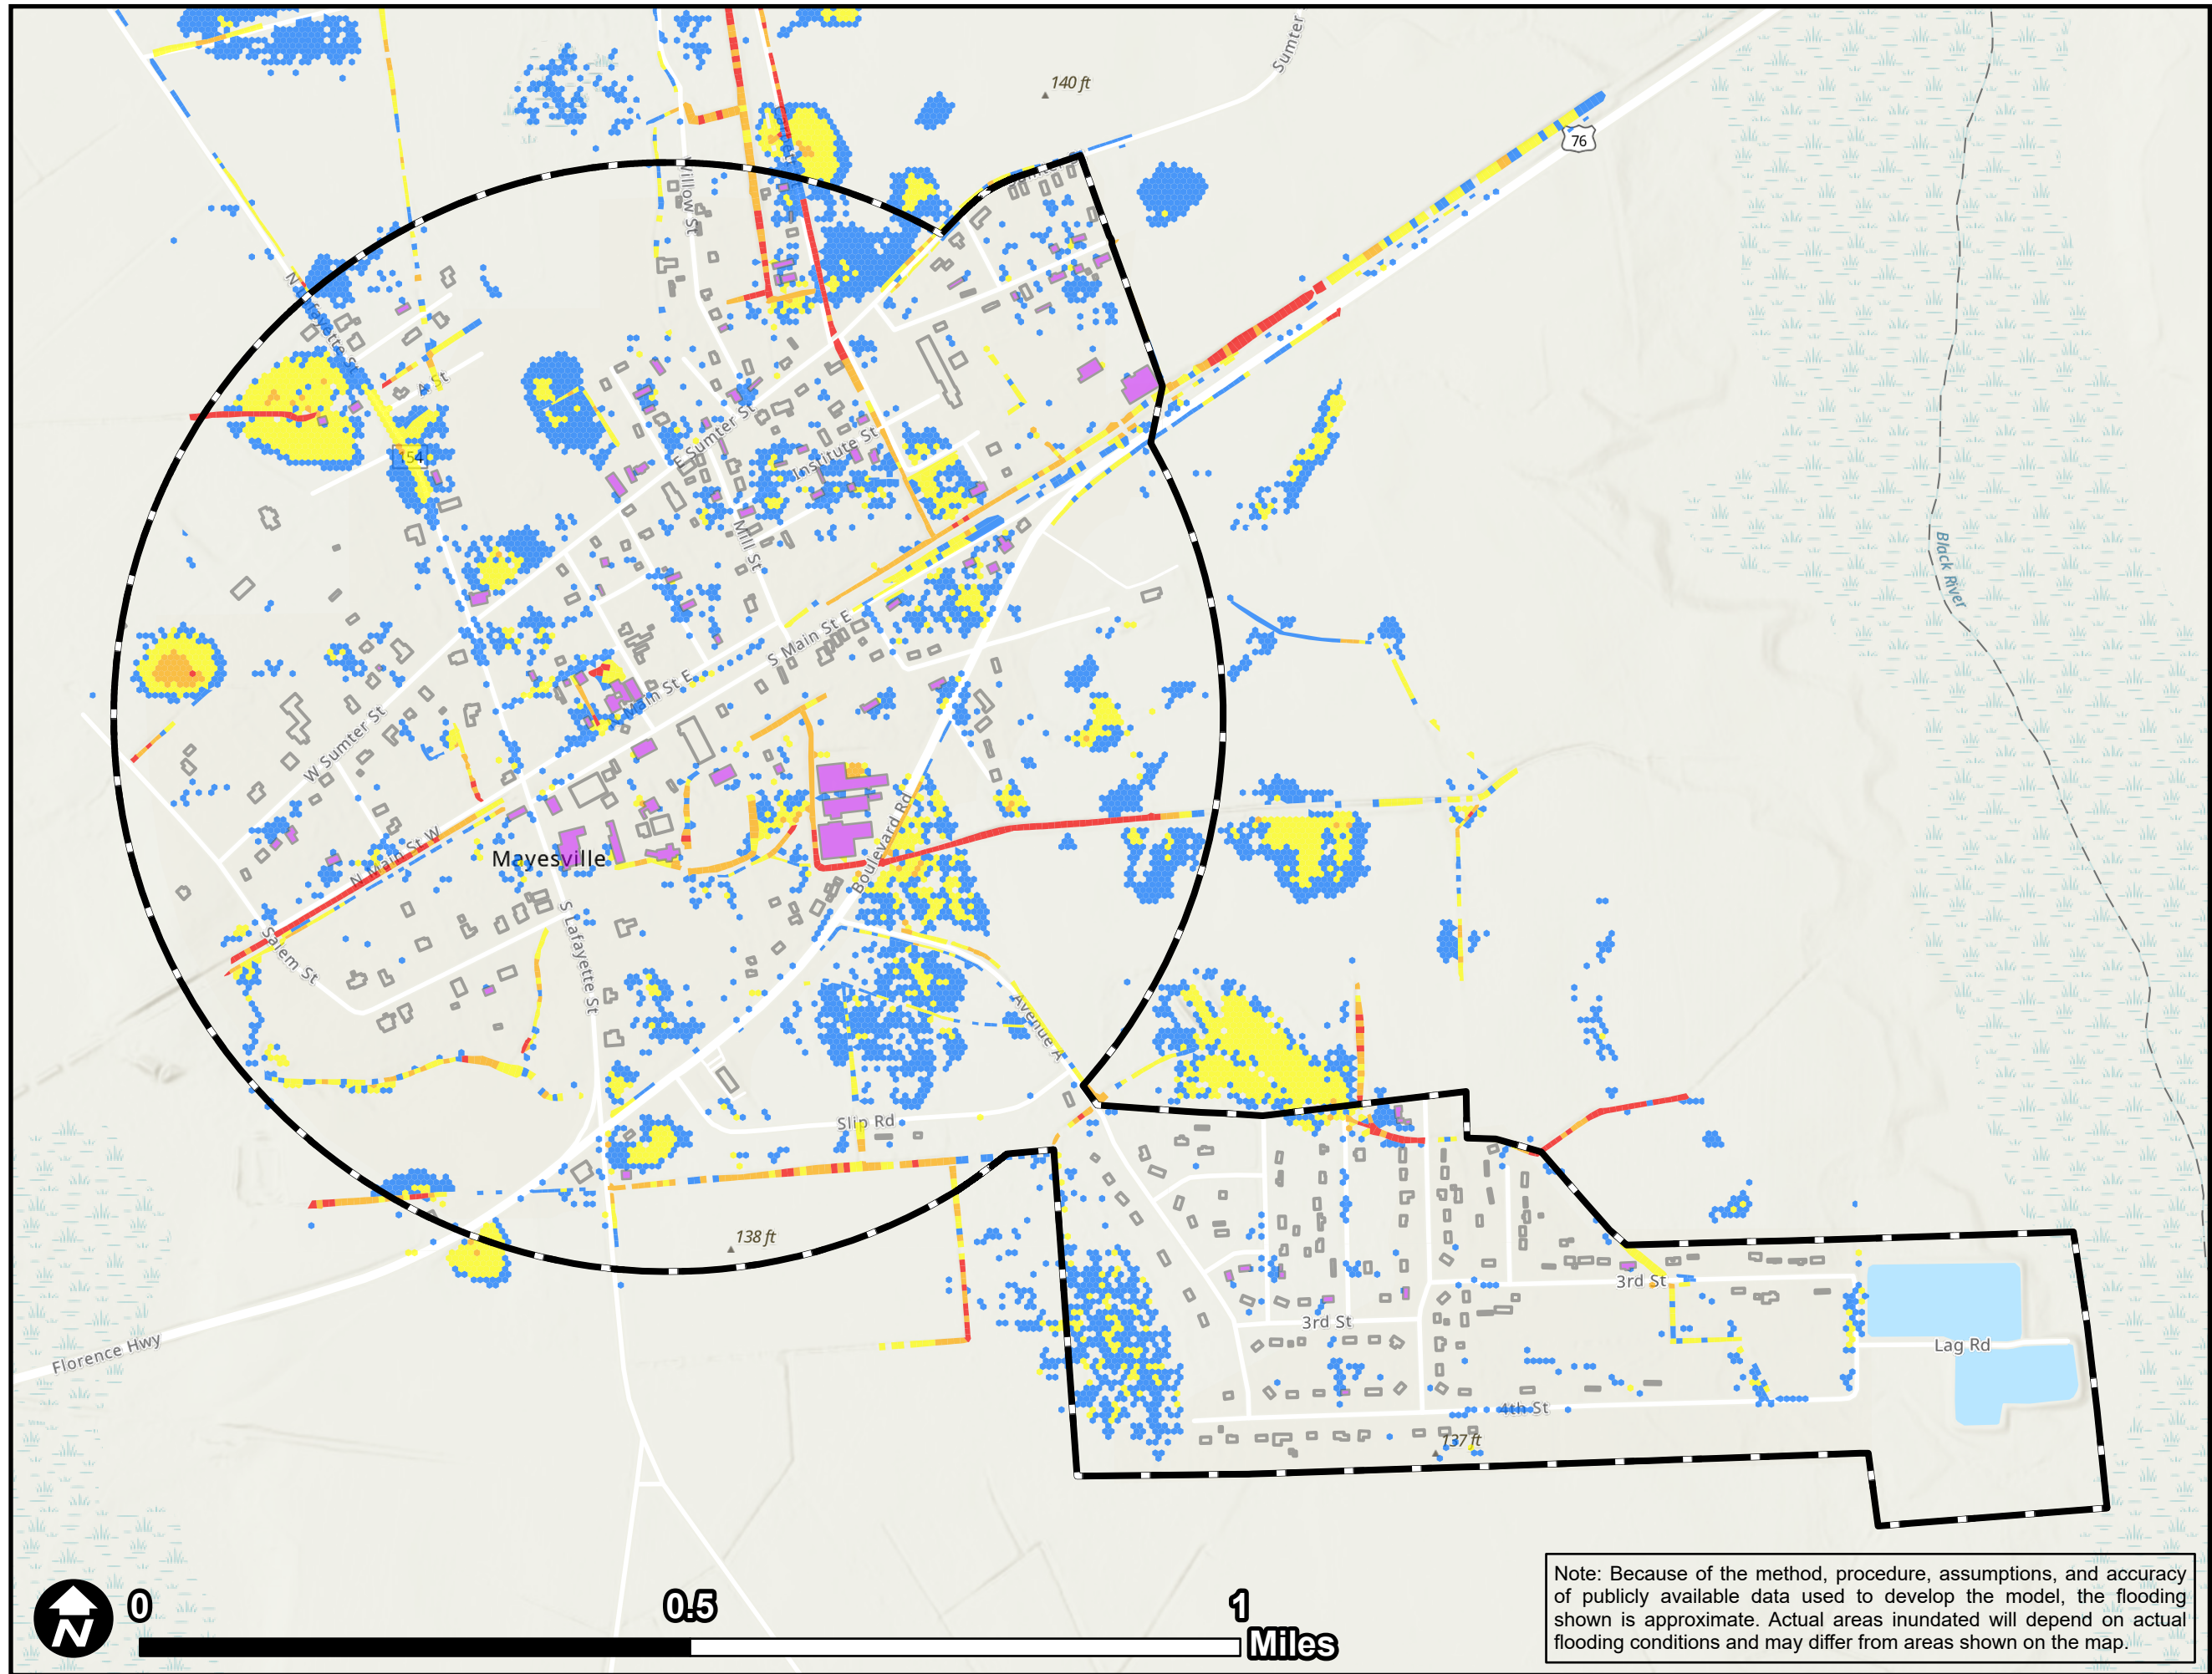 Sumter
140 ft
76
Willow St
N Lafayette St
A St
154
E Sumter St
Institute St
Mill St
Black River
S Main St E
Main St E
W Sumter St
Boulevard Rd
N Main St W
Mayesville
Salem St
S Lafayette St
Avenue A
Slip Rd
138 ft
3rd St
3rd St
Lag Rd
Florence Hwy
4th St
137 ft
Note: Because of the method, procedure, assumptions, and accuracy
of publicly available data used to develop the model, the flooding
shown is approximate. Actual areas inundated will depend on actual
flooding conditions and may differ from areas shown on the map.
N
0 0.5 1
Miles